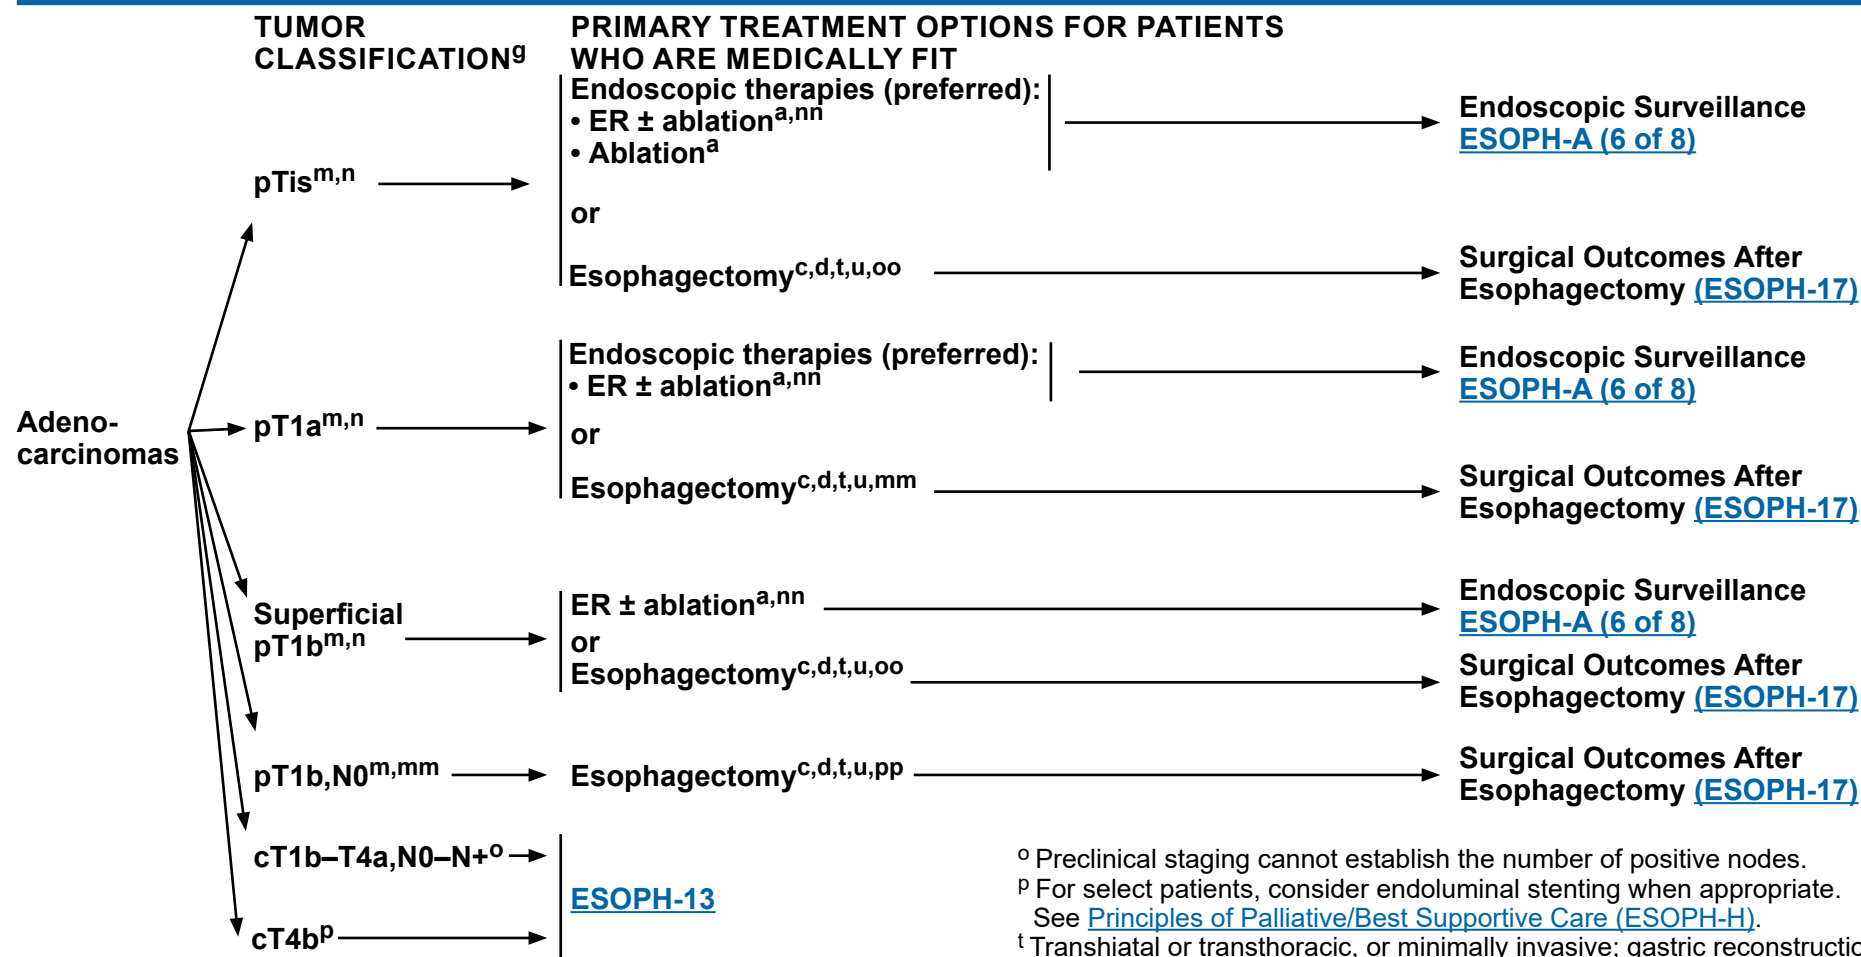 TUMOR CLASSIFICATIONg
PRIMARY TREATMENT OPTIONS FOR PATIENTS
WHO ARE MEDICALLY FIT
Adeno-
carcinomas
pTism,n
Endoscopic therapies (preferred):
• ER ± ablationa,nn
• Ablationa
Endoscopic Surveillance
ESOPH-A (6 of 8)
or
Esophagectomyc,d,t,u,oo
Surgical Outcomes After
Esophagectomy (ESOPH-17)
pT1am,n
Endoscopic therapies (preferred):
• ER ± ablationa,nn
Endoscopic Surveillance
ESOPH-A (6 of 8)
or
Esophagectomyc,d,t,u,mm
Surgical Outcomes After
Esophagectomy (ESOPH-17)
Superficial
pT1bm,n
ER ± ablationa,nn
Endoscopic Surveillance
ESOPH-A (6 of 8)
or
Esophagectomyc,d,t,u,oo
Surgical Outcomes After
Esophagectomy (ESOPH-17)
pT1b,N0m,mm
Esophagectomyc,d,t,u,pp
Surgical Outcomes After
Esophagectomy (ESOPH-17)
cT1b–T4a,N0–N+o
cT4bp
ESOPH-13
o Preclinical staging cannot establish the number of positive nodes.
p For select patients, consider endoluminal stenting when appropriate.
See Principles of Palliative/Best Supportive Care (ESOPH-H).
t Transhiatal or transthoracic, or minimally invasive; gastric reconstructio